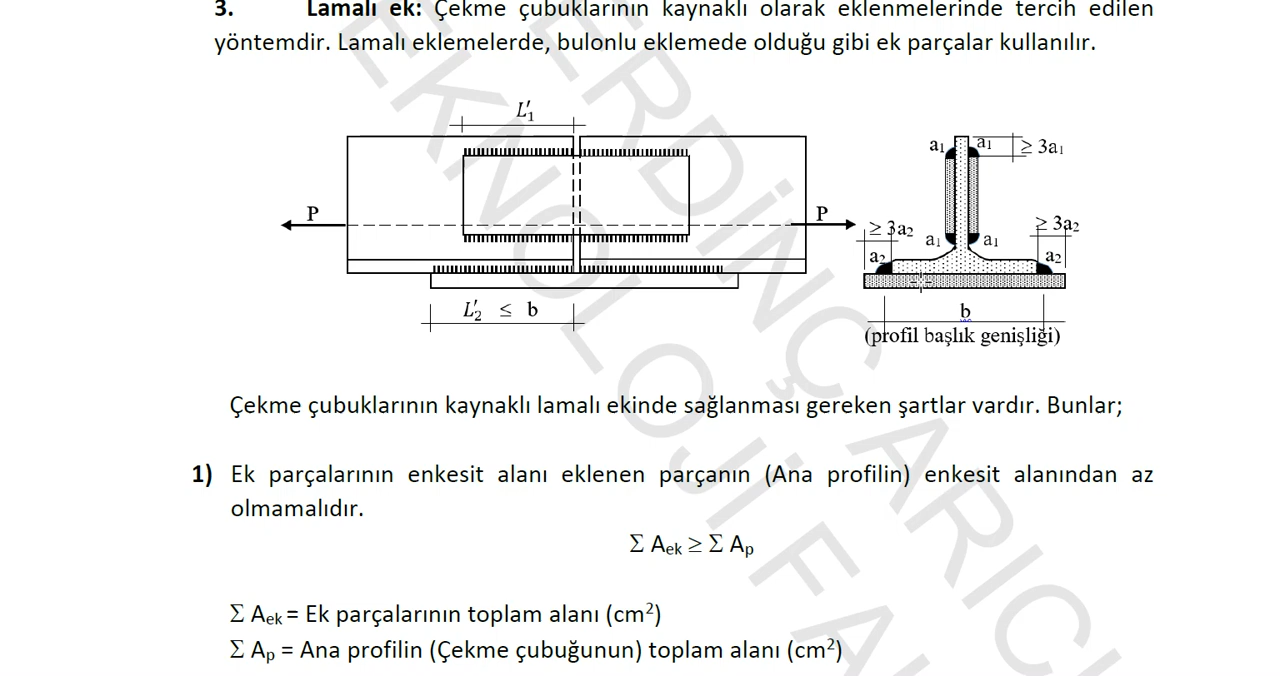 3. Lamalı ek: Çekme çubuklarının kaynaklı olarak eklenmelerinde tercih edilen
yöntemdir. Lamalı eklemelerde, bulonlu eklemede olduğu gibi ek parçalar kullanılır.
L′₁
P
P
L′₂ ≤ b
a₁
a₁
≥ 3a₁
≥ 3a₂
≥ 3a₂
a₁
a₁
a₂
a₂
b
(profil başlık genişliği)
Çekme çubuklarının kaynaklı lamalı ekinde sağlanması gereken şartlar vardır. Bunlar;
1) Ek parçalarının enkesit alanı eklenen parçanın (Ana profilin) enkesit alanından az
olmamalıdır.
∑ Aek ≥ ∑ Ap
∑ Aek = Ek parçalarının toplam alanı (cm²)
∑ Ap = Ana profilin (Çekme çubuğunun) toplam alanı (cm²)
ERDİNÇ ARICI